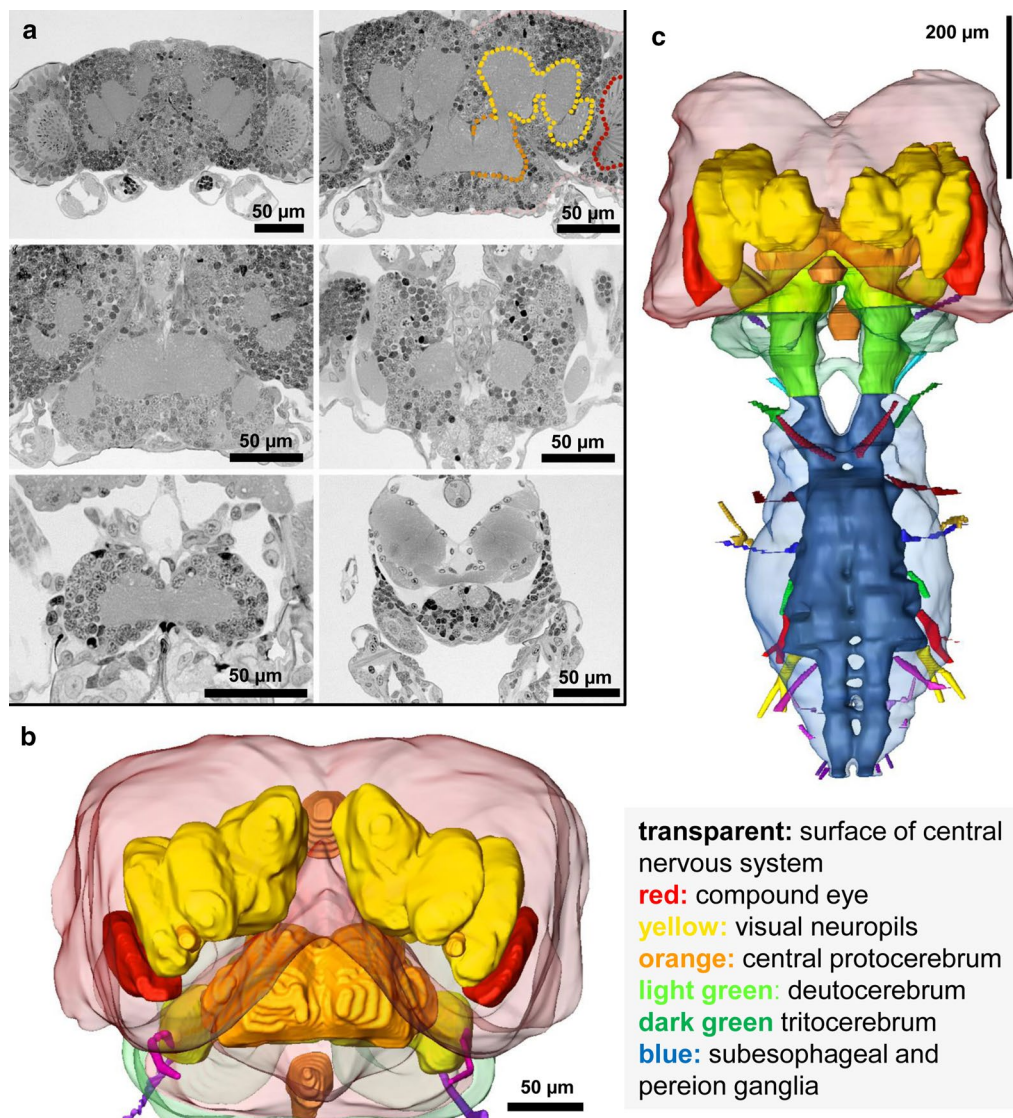 a
50 µm
50 µm
50 µm
50 µm
50 µm
50 µm
b
50 µm
c
200 µm
transparent: surface of central
nervous system
red: compound eye
yellow: visual neuropils
orange: central protocerebrum
light green: deutocerebrum
dark green tritocerebrum
blue: subesophageal and
pereion ganglia